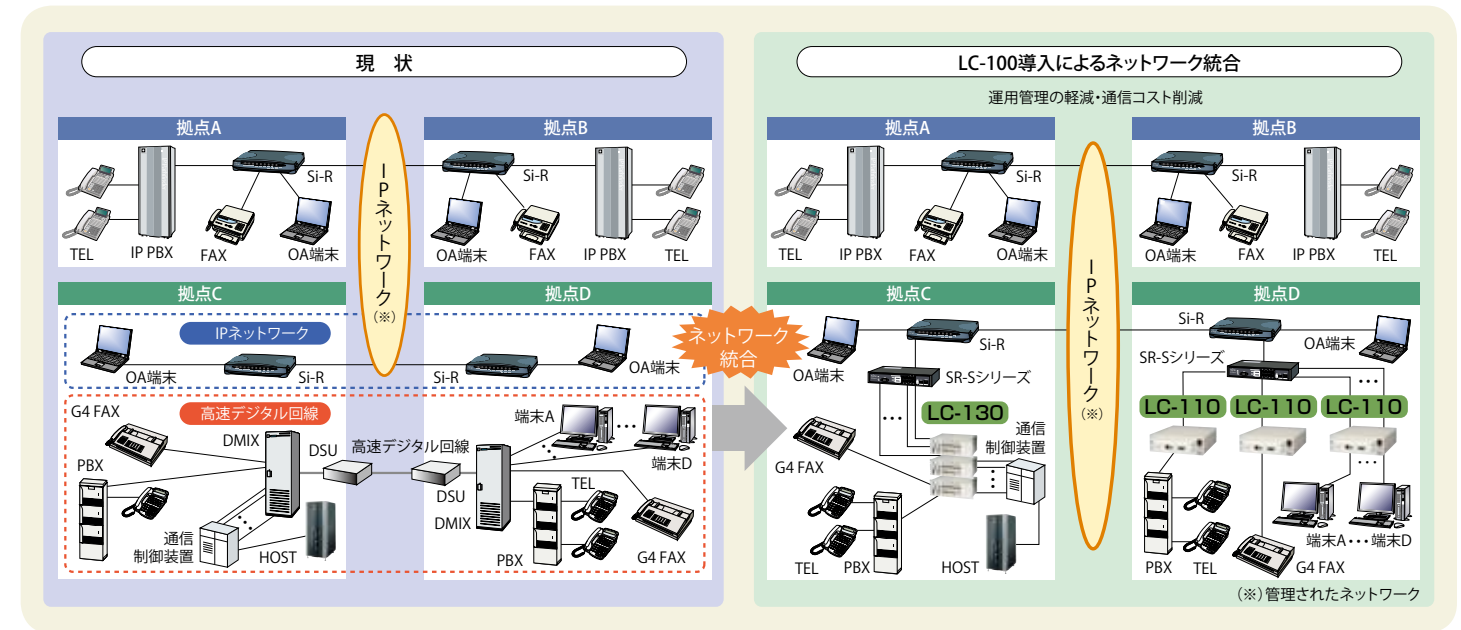 現 状
拠点A
TEL
IP PBX
FAX
Si-R
OA端末
IPネットワーク
(※)
拠点B
Si-R
OA端末
FAX
IP PBX
TEL
拠点C
拠点D
IPネットワーク
OA端末
Si-R
Si-R
OA端末
高速デジタル回線
G4 FAX
DMIX
DSU
高速デジタル回線
PBX
通信
制御装置
HOST
端末A
端末D
DSU
DMIX
TEL
PBX
G4 FAX
ネットワーク
統合
LC-100導入によるネットワーク統合
運用管理の軽減・通信コスト削減
拠点A
TEL
IP PBX
FAX
Si-R
OA端末
IPネットワーク
(※)
拠点B
Si-R
OA端末
FAX
IP PBX
TEL
拠点C
OA端末
Si-R
SR-Sシリーズ
LC-130
通信
制御装置
G4 FAX
TEL
PBX
HOST
拠点D
Si-R
OA端末
SR-Sシリーズ
LC-110
LC-110
LC-110
端末A・・・端末D
PBX
TEL
G4 FAX
(※)管理されたネットワーク